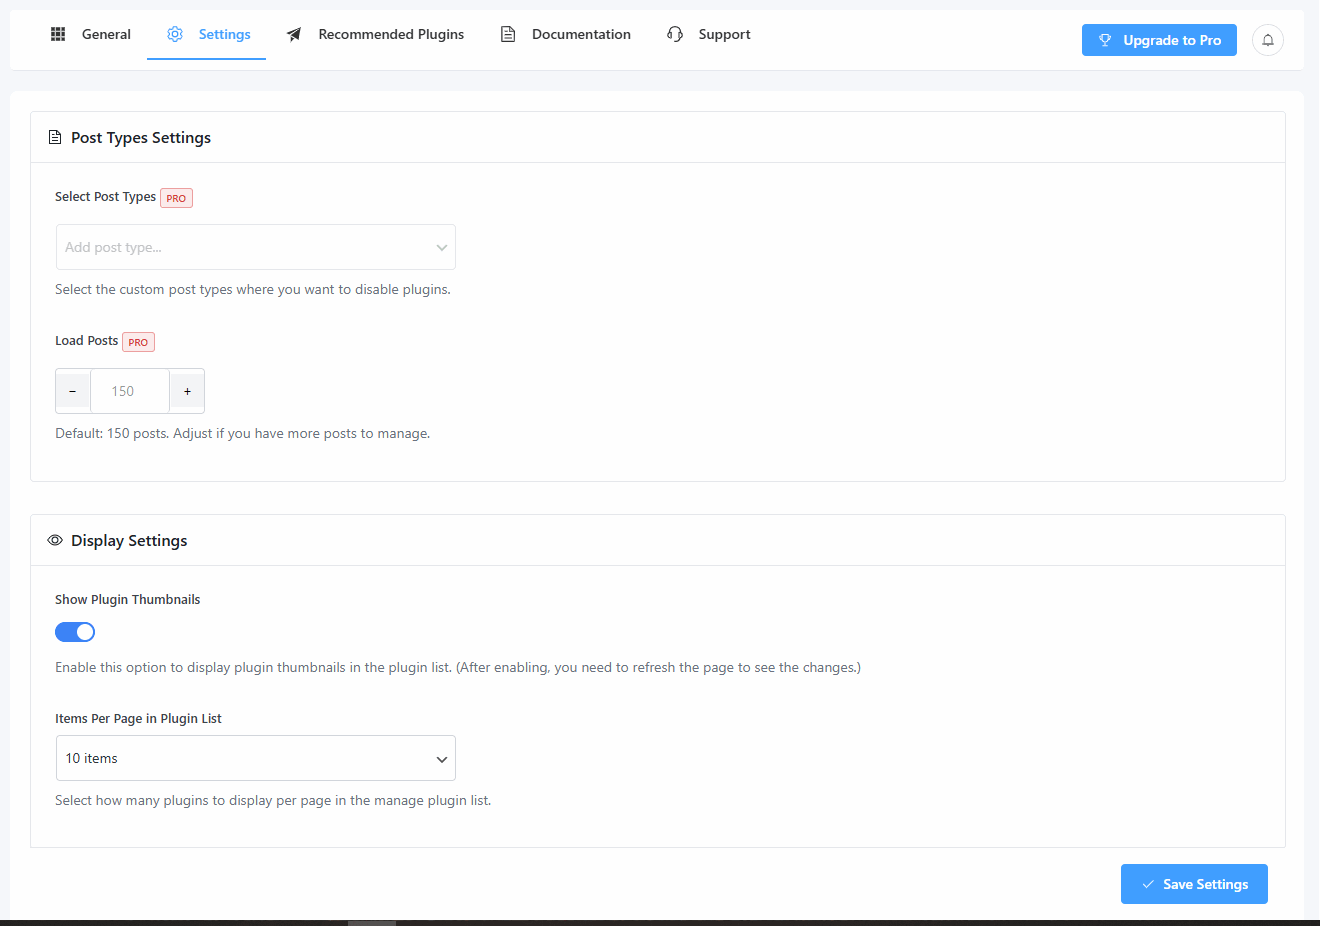 General
Settings
Recommended Plugins
Documentation
Support
Upgrade to Pro
Post Types Settings
Select Post Types PRO
Add post type...
Select the custom post types where you want to disable plugins.
Load Posts PRO
− 150 +
Default: 150 posts. Adjust if you have more posts to manage.
Display Settings
Show Plugin Thumbnails
Enable this option to display plugin thumbnails in the plugin list. (After enabling, you need to refresh the page to see the changes.)
Items Per Page in Plugin List
10 items
Select how many plugins to display per page in the manage plugin list.
Save Settings